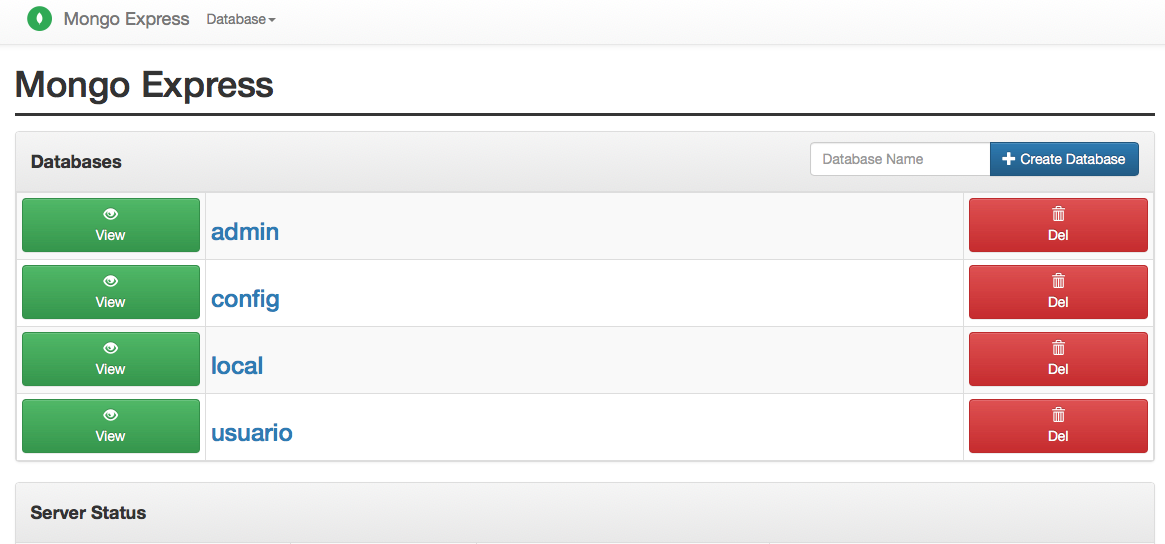 Mongo Express Database
Mongo Express
Databases
Database Name
Create Database
View
admin
Del
View
config
Del
View
local
Del
View
usuario
Del
Server Status